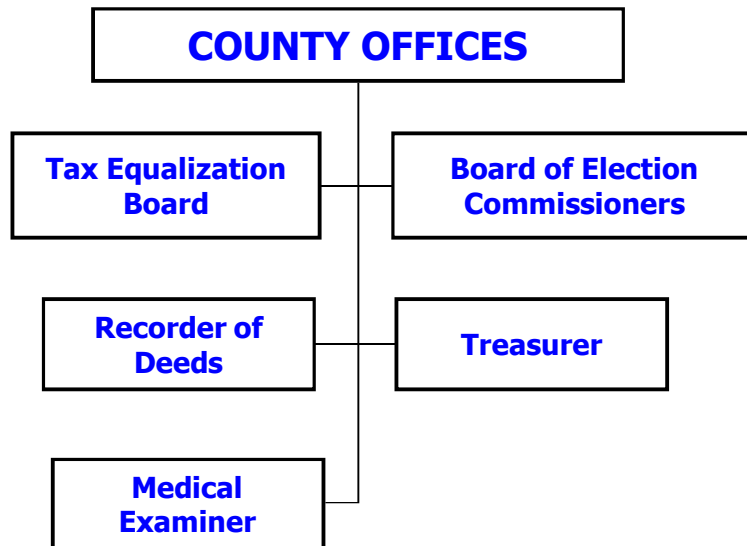 COUNTY OFFICES
Tax Equalization
Board
Board of Election
Commissioners
Recorder of
Deeds
Treasurer
Medical
Examiner